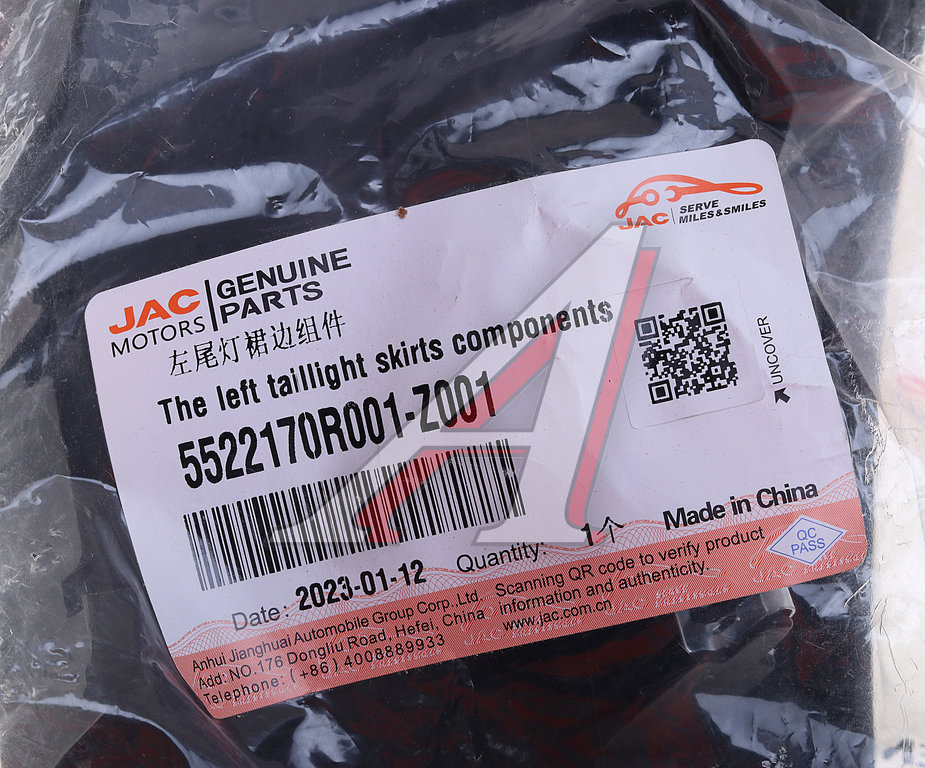 JAC
MOTORS
GENUINE
PARTS
JAC
SERVE
MILES&SMILES
左尾灯裙边组件
The left taillight skirts components
5522170R001-Z001
UNCOVER
Date: 2023-01-12
Quantity: 1个
Made in China
QC
PASS
Anhui Jianghuai Automobile Group Corp.,Ltd.
Add: NO.176 Dongliu Road, Hefei, China
Telephone: (+86) 4008889933
Scanning QR code to verify product
information and authenticity.
www.jac.com.cn